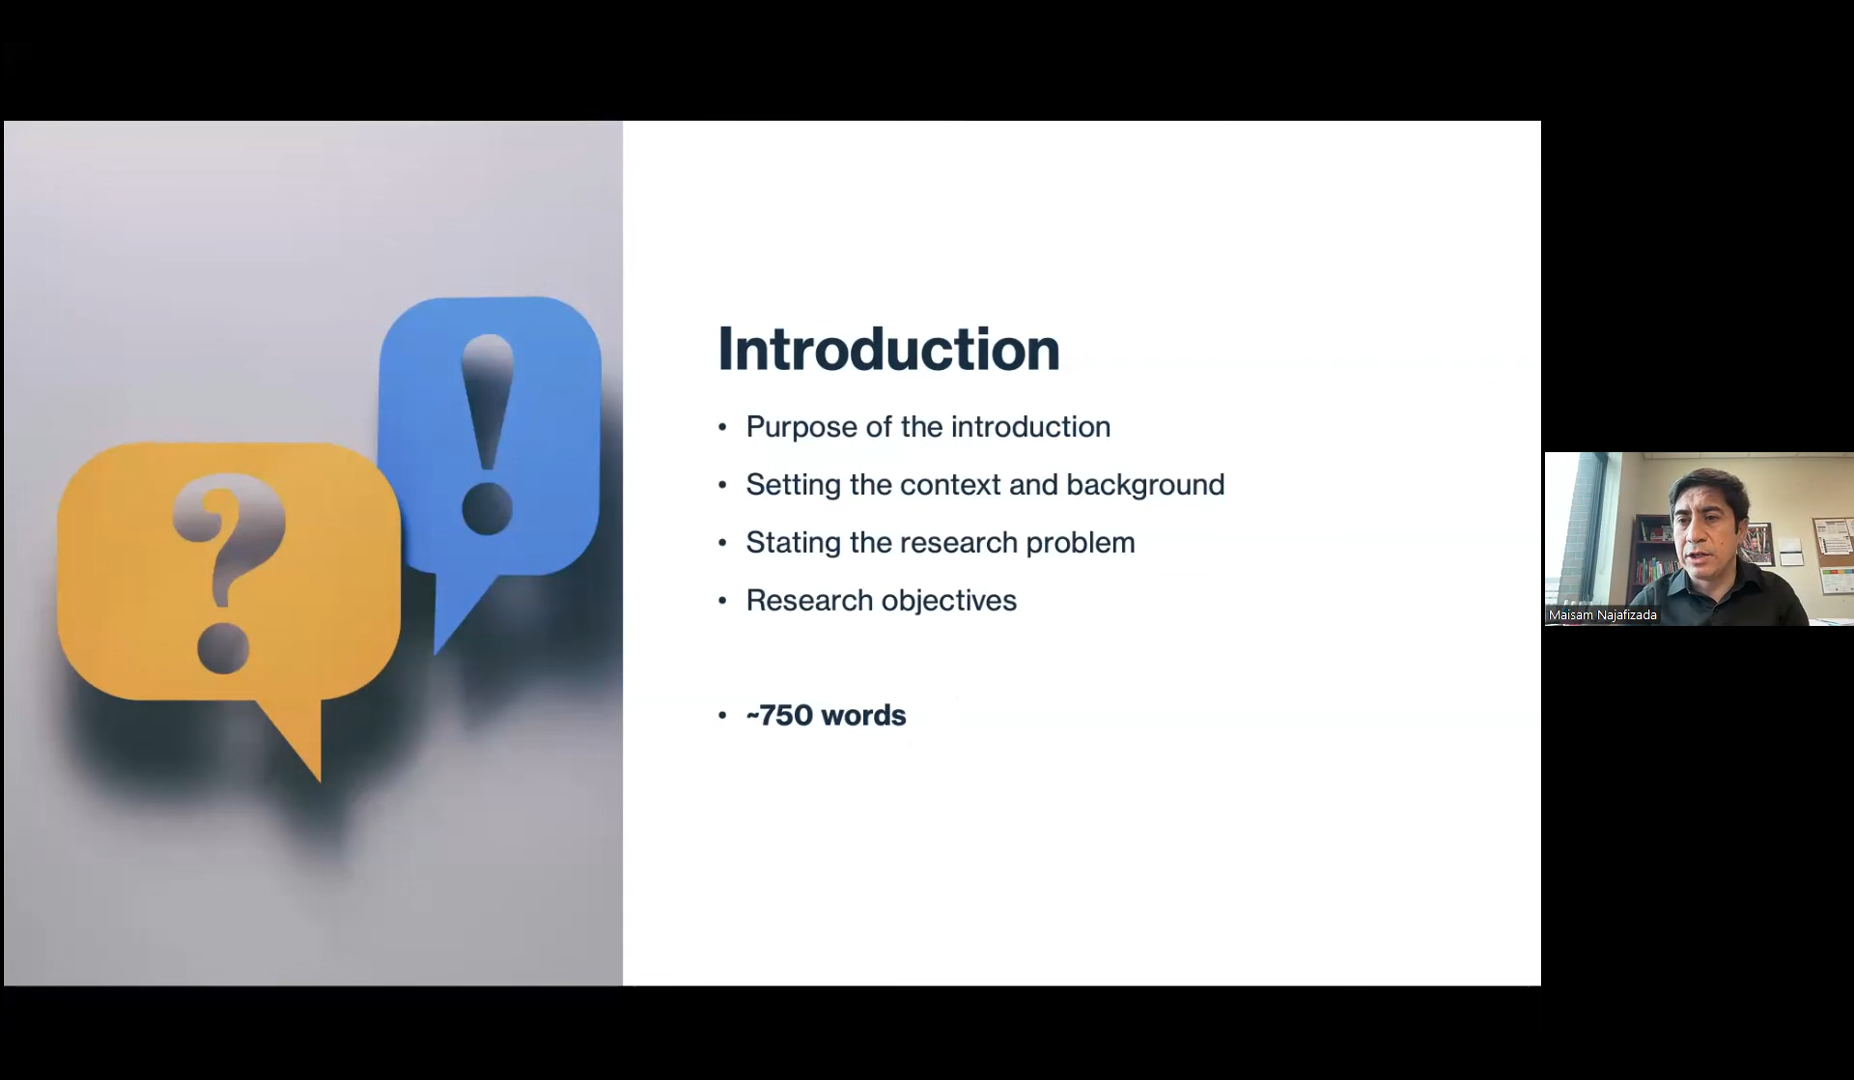 Introduction
• Purpose of the introduction
• Setting the context and background
• Stating the research problem
• Research objectives
• ~750 words
Maisam Najafizada